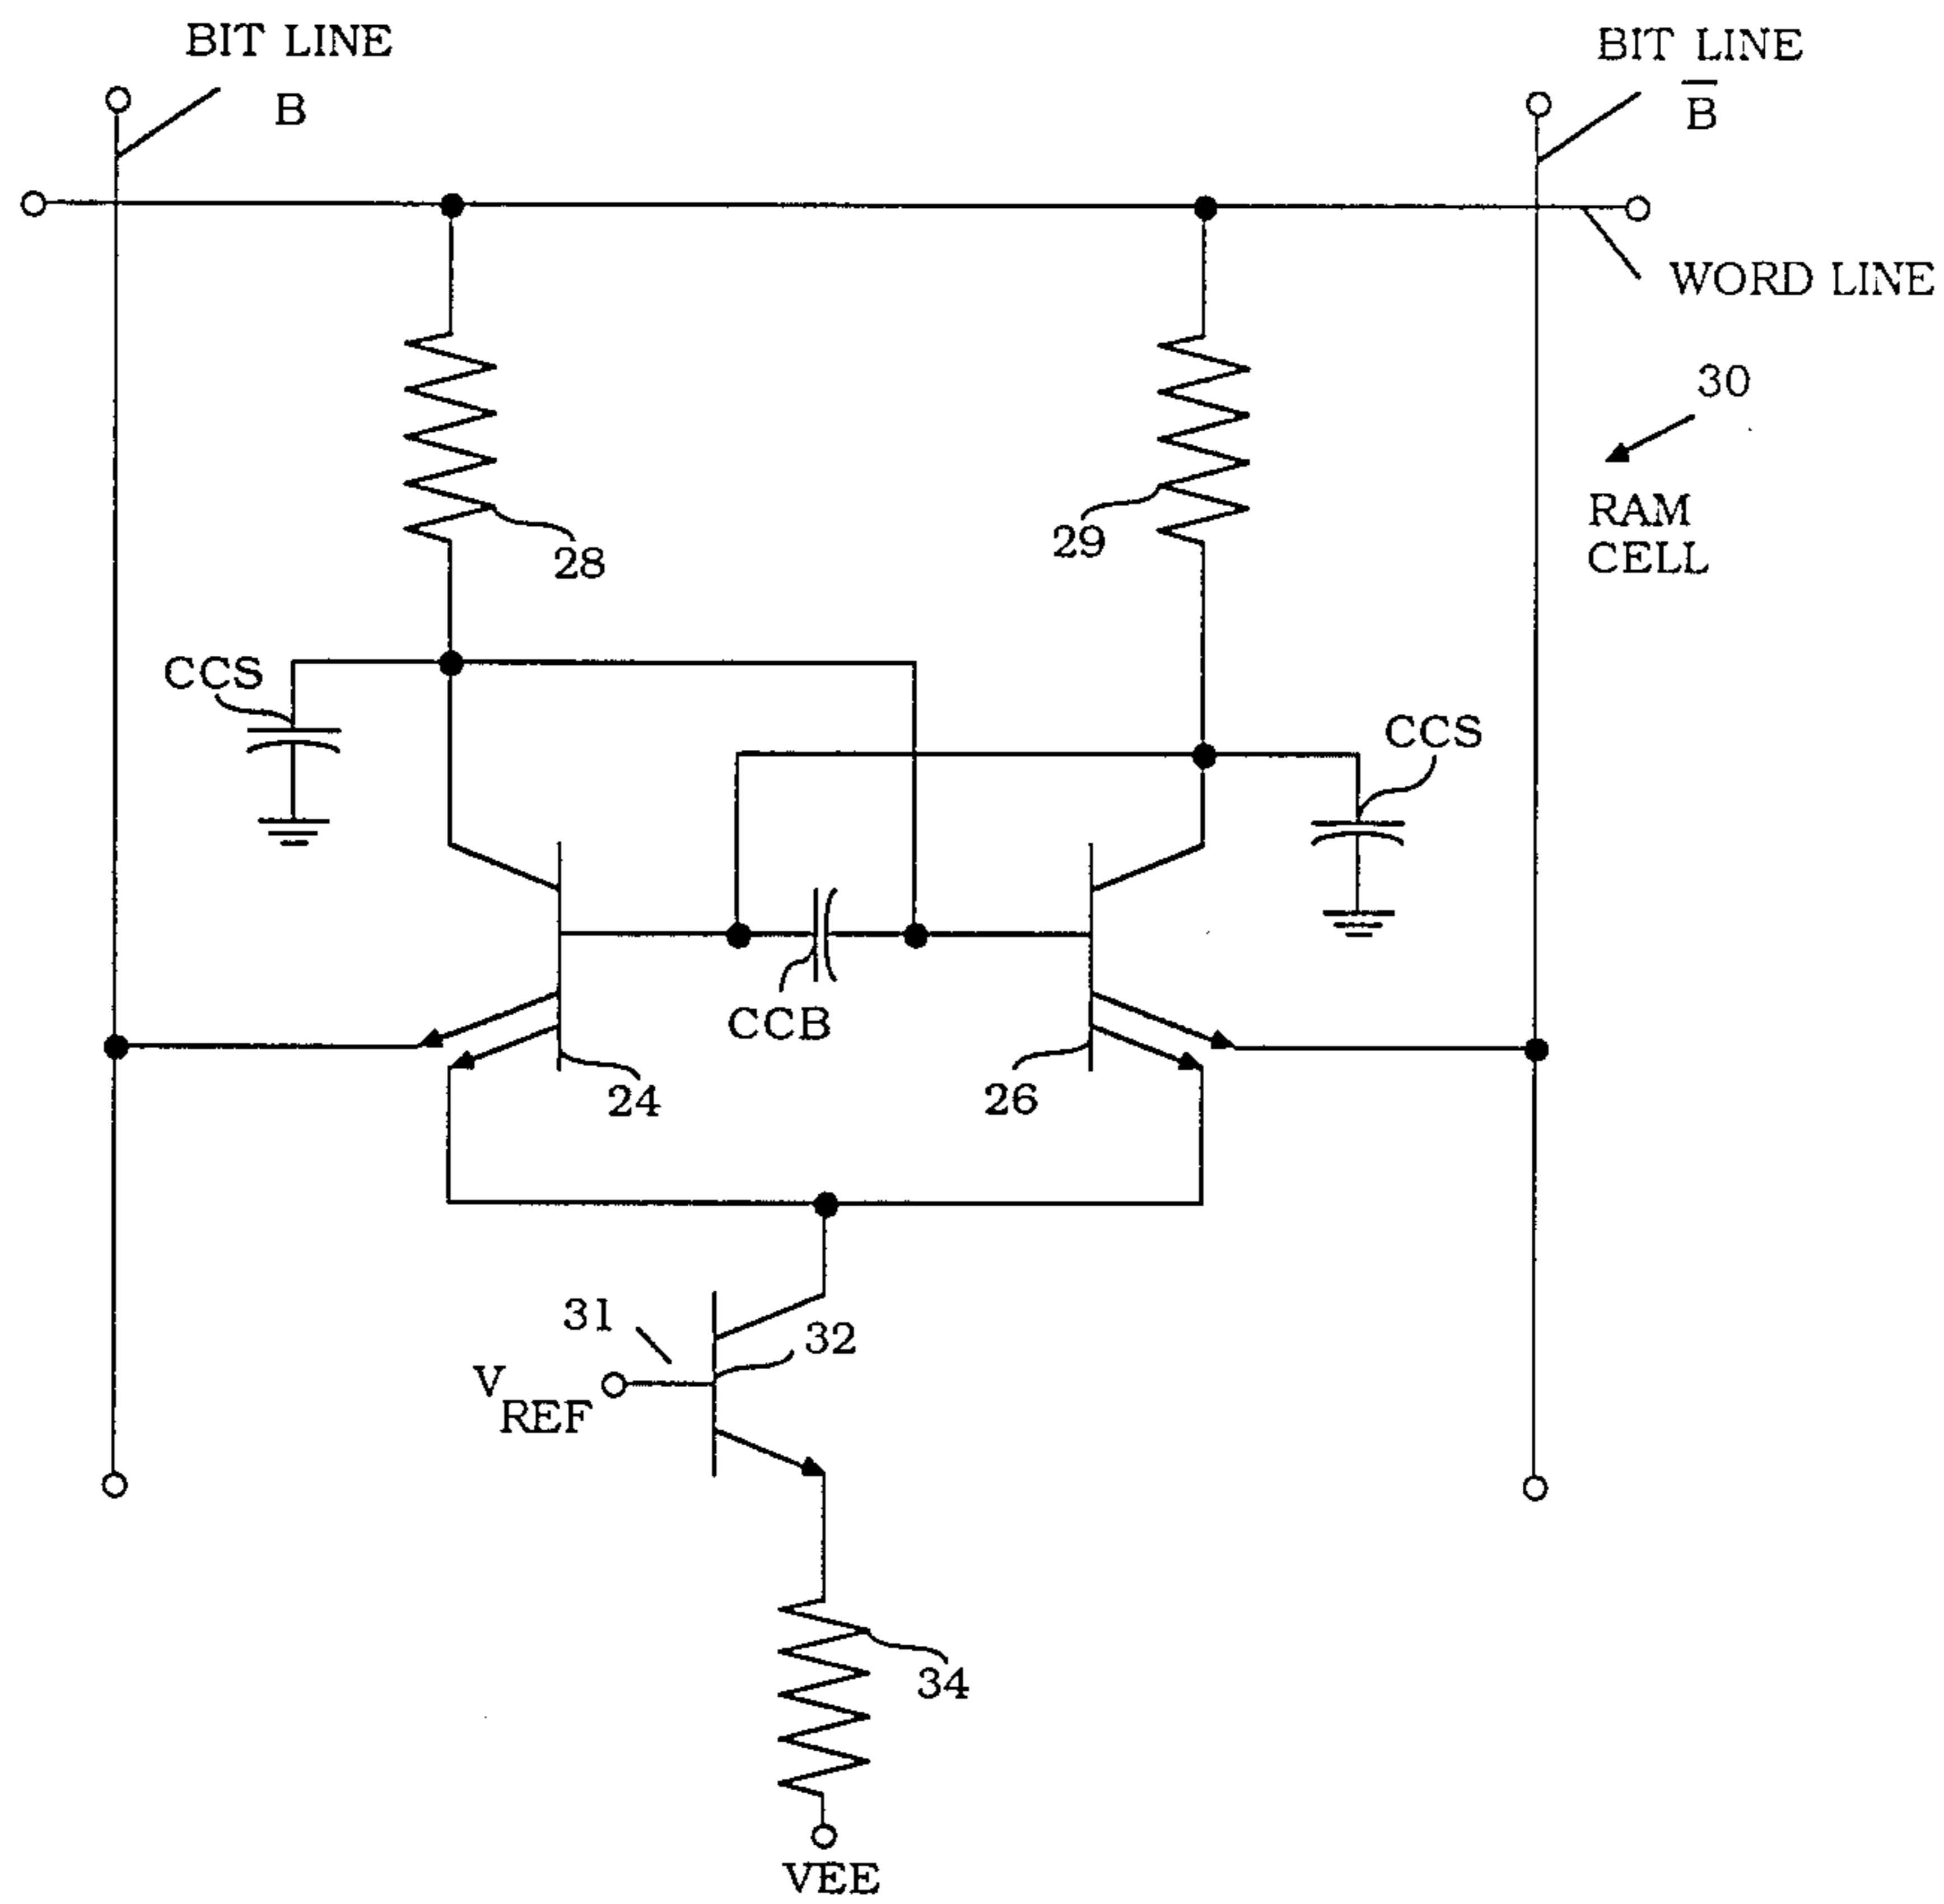 BIT LINE
B
BIT LINE
B̅
WORD LINE
30
RAM
CELL
28
29
CCS
CCS
CCB
24
26
31
32
V
REF
34
VEE